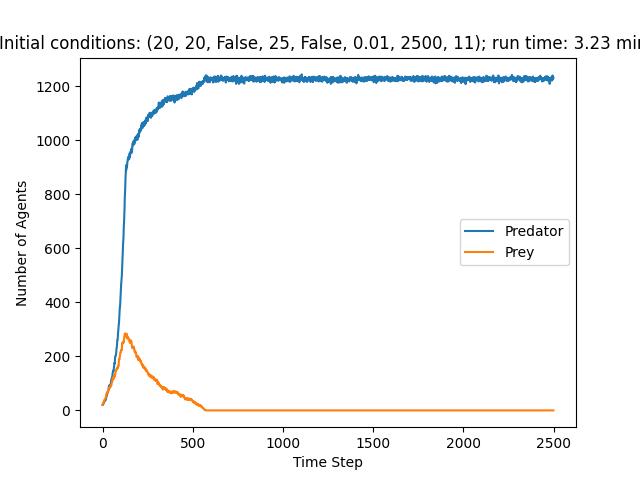 Initial conditions: (20, 20, False, 25, False, 0.01, 2500, 11); run time: 3.23 min
1200
1000
800
600
400
200
0
Number of Agents
Predator
Prey
0 500 1000 1500 2000 2500
Time Step